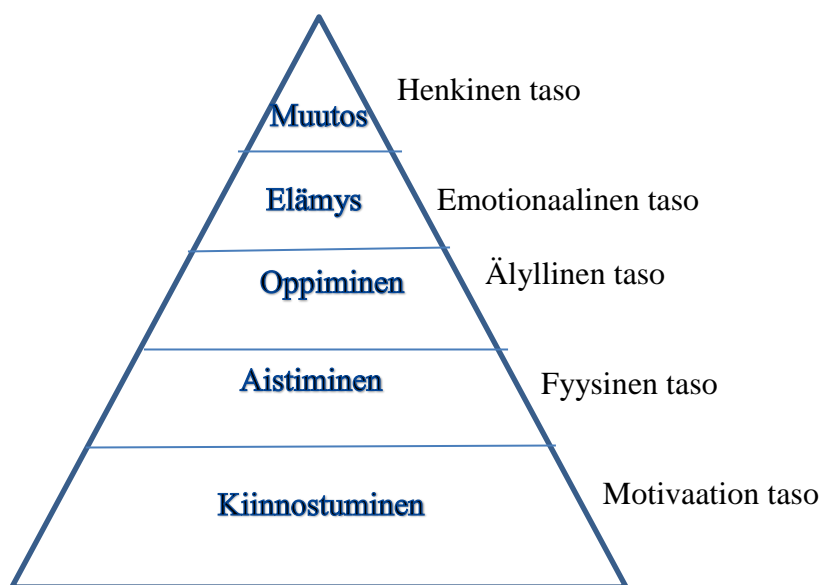 Henkinen taso
Muutos
Elämys
Emotionaalinen taso
Oppiminen
Älyllinen taso
Aistiminen
Fyysinen taso
Kiinnostuminen
Motivaation taso